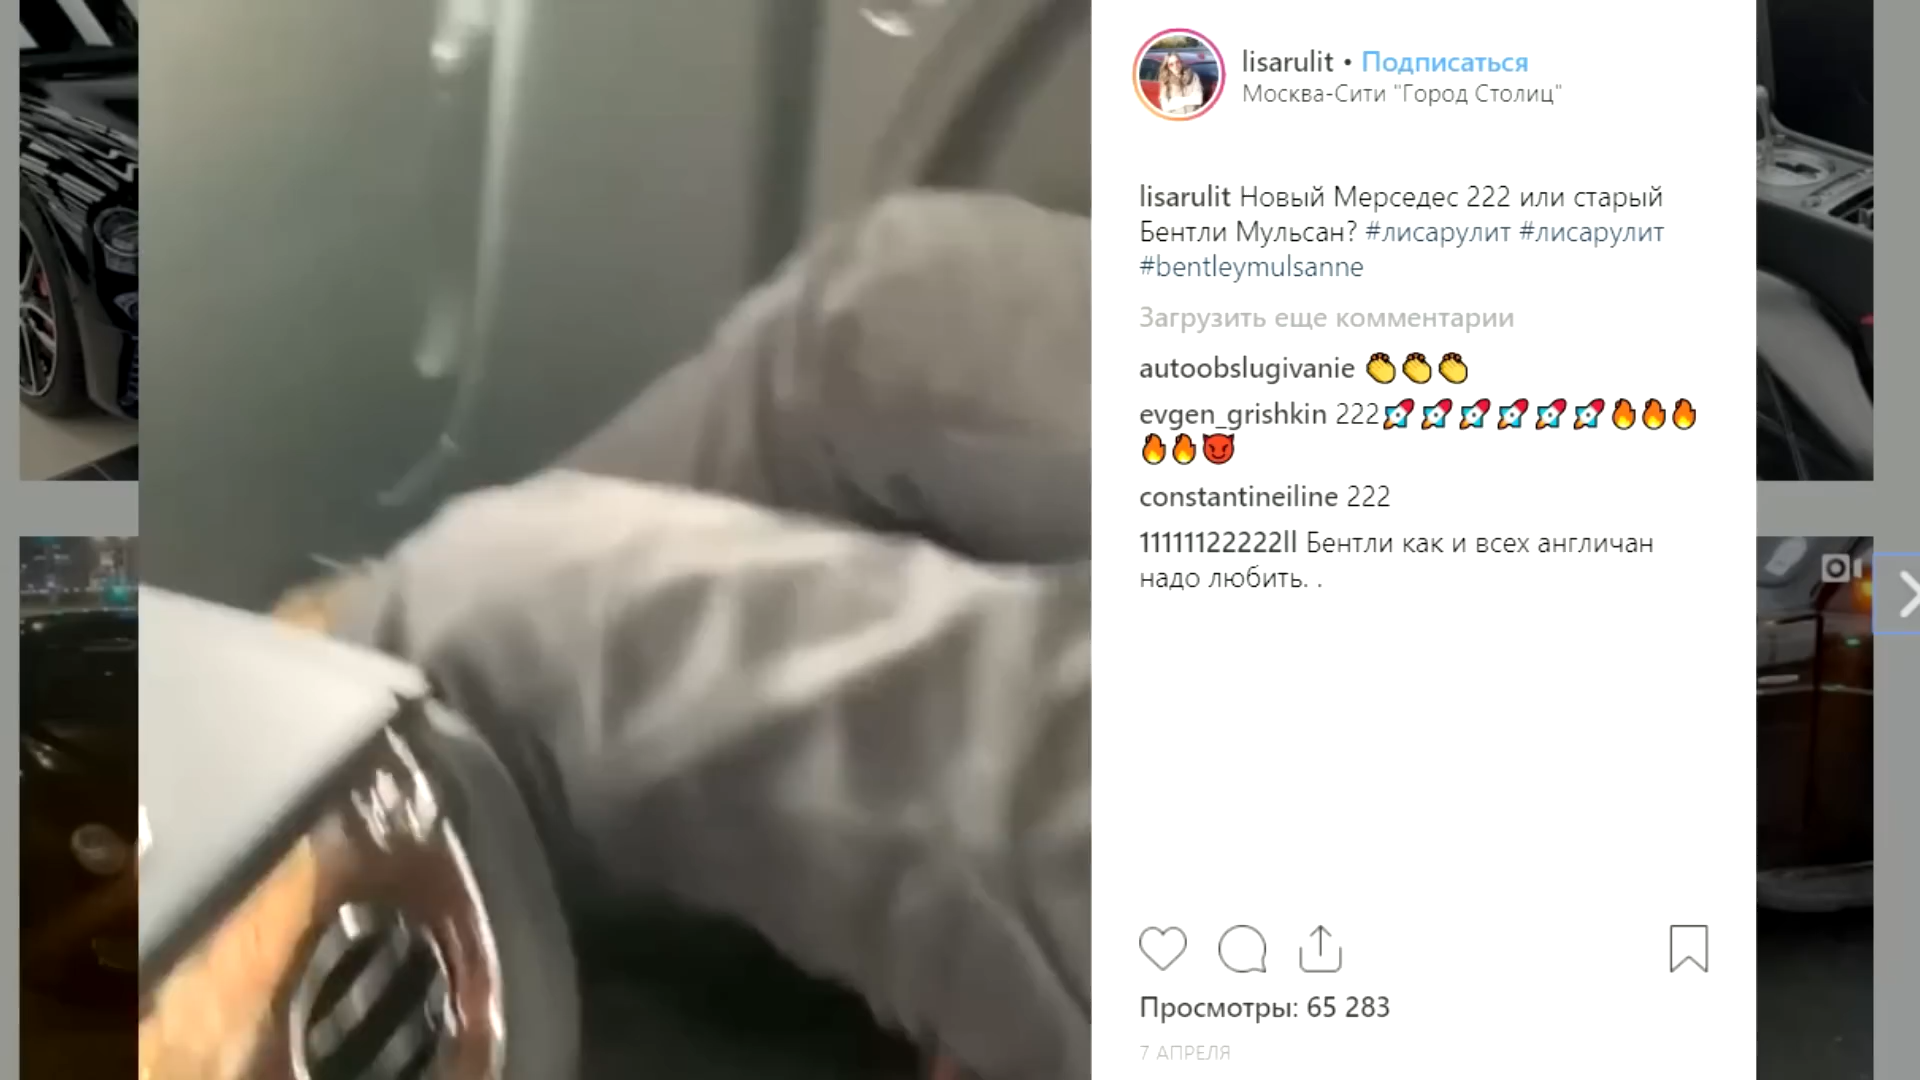 lisarulit • Подписаться
Москва-Сити "Город Столиц"
lisarulit Новый Мерседес 222 или старый
Бентли Мульсан? #лисарулит #лисарулит
#bentleymulsanne
Загрузить еще комментарии
autoobslugivanie 👏👏👏
evgen_grishkin 222🚀🚀🚀🚀🚀🚀🔥🔥🔥
🔥🔥😈
constantineiline 222
11111122222ll Бентли как и всех англичан
надо любить. .
Просмотры: 65 283
7 АПРЕЛЯ